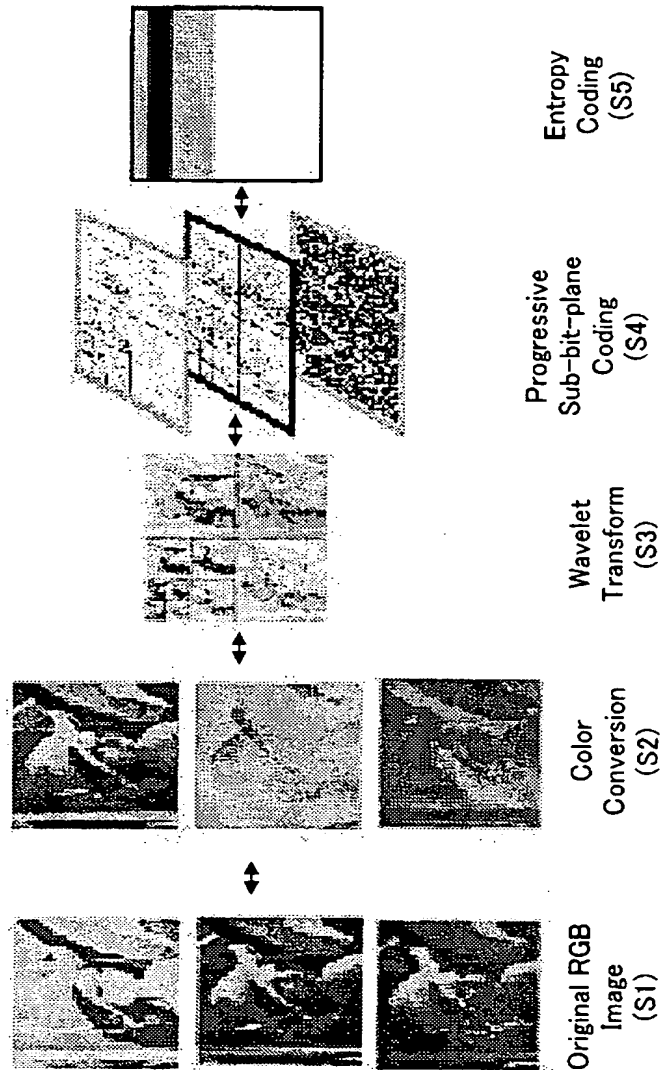 Original RGB
Image
(S1)
Color
Conversion
(S2)
Wavelet
Transform
(S3)
Progressive
Sub-bit-plane
Coding
(S4)
Entropy
Coding
(S5)